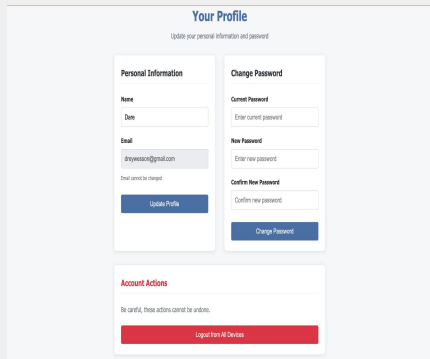 Your Profile
Update your personal information and password
Personal Information
Name
Dare
Email
dreywesson@gmail.com
Email cannot be changed
Update Profile
Change Password
Current Password
Enter current password
New Password
Enter new password
Confirm New Password
Confirm new password
Change Password
Account Actions
Be careful, these actions cannot be undone.
Logout from All Devices